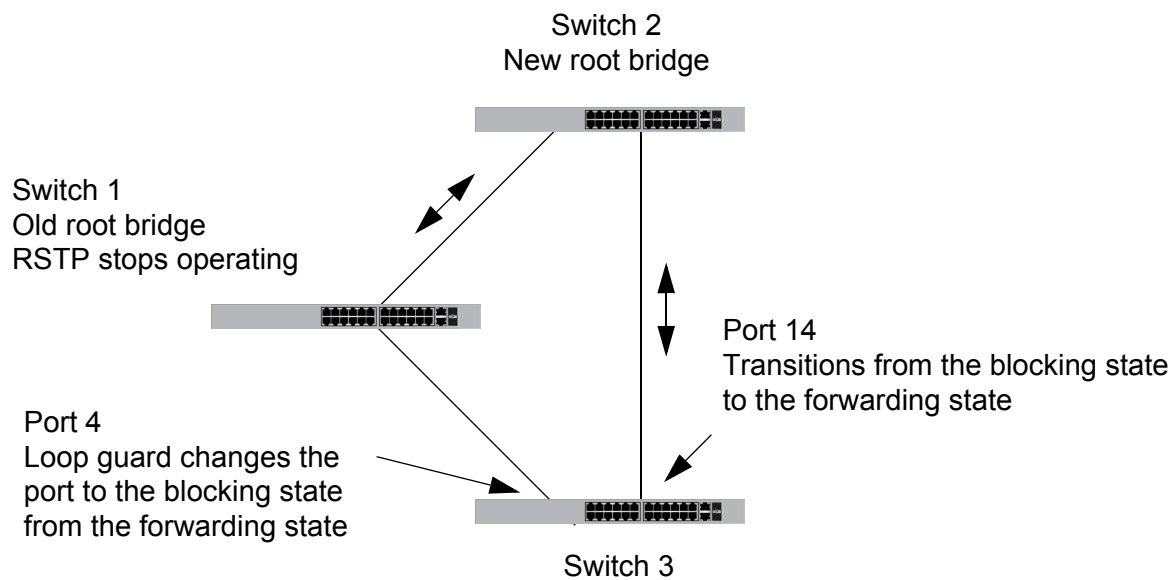 Switch 2
New root bridge
Switch 1
Old root bridge
RSTP stops operating
Port 14
Transitions from the blocking state
to the forwarding state
Port 4
Loop guard changes the
port to the blocking state
from the forwarding state
Switch 3